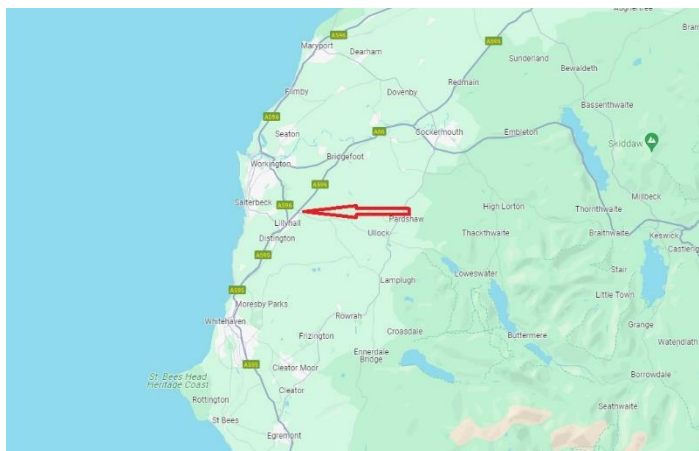 Aughertree
A596
Maryport
Dearham
A595
Sunderland
Bewaldeth
Redmain
Flimby
Dovenby
Bassenthwaite
A596
Seaton
A66
Cockermouth
Embleton
Skiddaw
Workington
Bridgefoot
A595
Millbeck
Salterbeck
A596
High Lorton
Thornthwaite
Lillyhall
Pardshaw
Distington
Ullock
Thackthwaite
Braithwaite
Keswick
A595
Castlerigg
Loweswater
Stair
Lamplugh
A595
Little Town
Moresby Parks
Rowrah
Whitehaven
Crossdale
Buttermere
Grange
Frizington
Watendlath
Ennerdale
Bridge
A595
Cleator Moor
Borrowdale
St Bees Head
Heritage Coast
Cleator
Rottington
Seathwaite
St Bees
Egremont